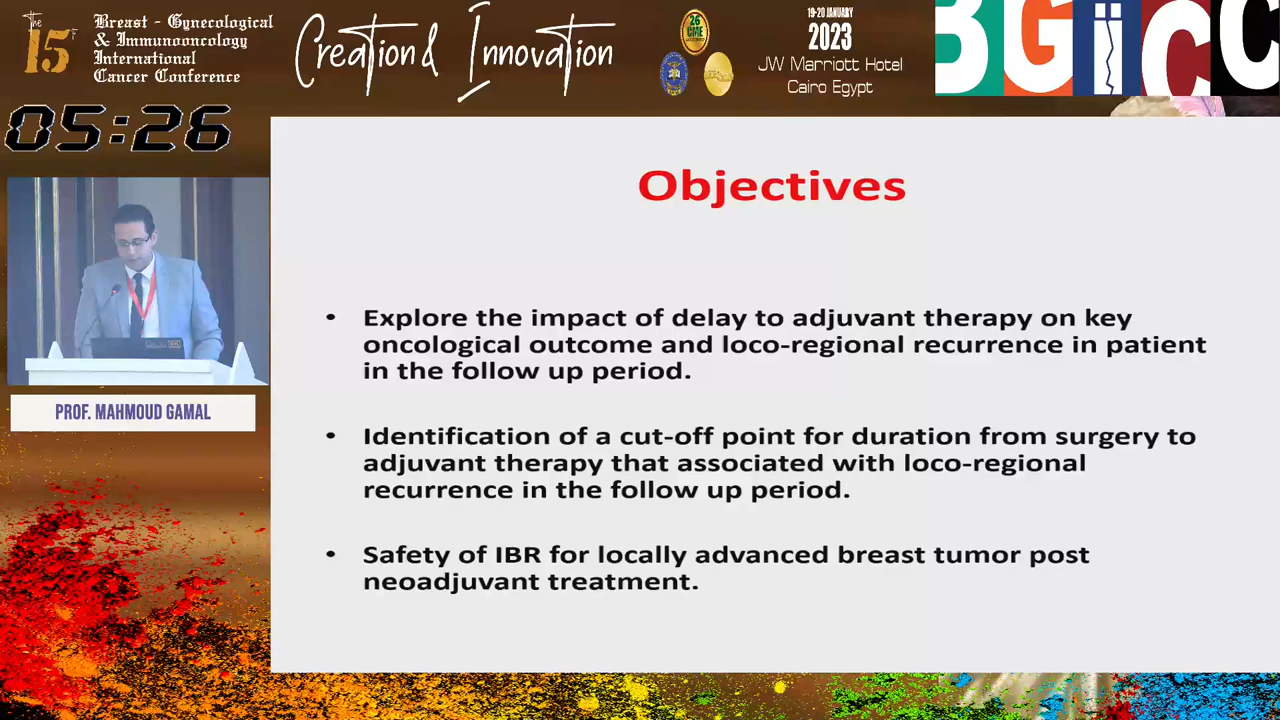 The 15th
Breast - Gynecological
& Immunooncology
International
Cancer Conference
Creation & Innovation
26
CME
19-20 JANUARY
2023
JW Marriott Hotel
Cairo Egypt
BGICC
05:26
PROF. MAHMOUD GAMAL
Objectives
• Explore the impact of delay to adjuvant therapy on key
oncological outcome and loco-regional recurrence in patient
in the follow up period.
• Identification of a cut-off point for duration from surgery to
adjuvant therapy that associated with loco-regional
recurrence in the follow up period.
• Safety of IBR for locally advanced breast tumor post
neoadjuvant treatment.